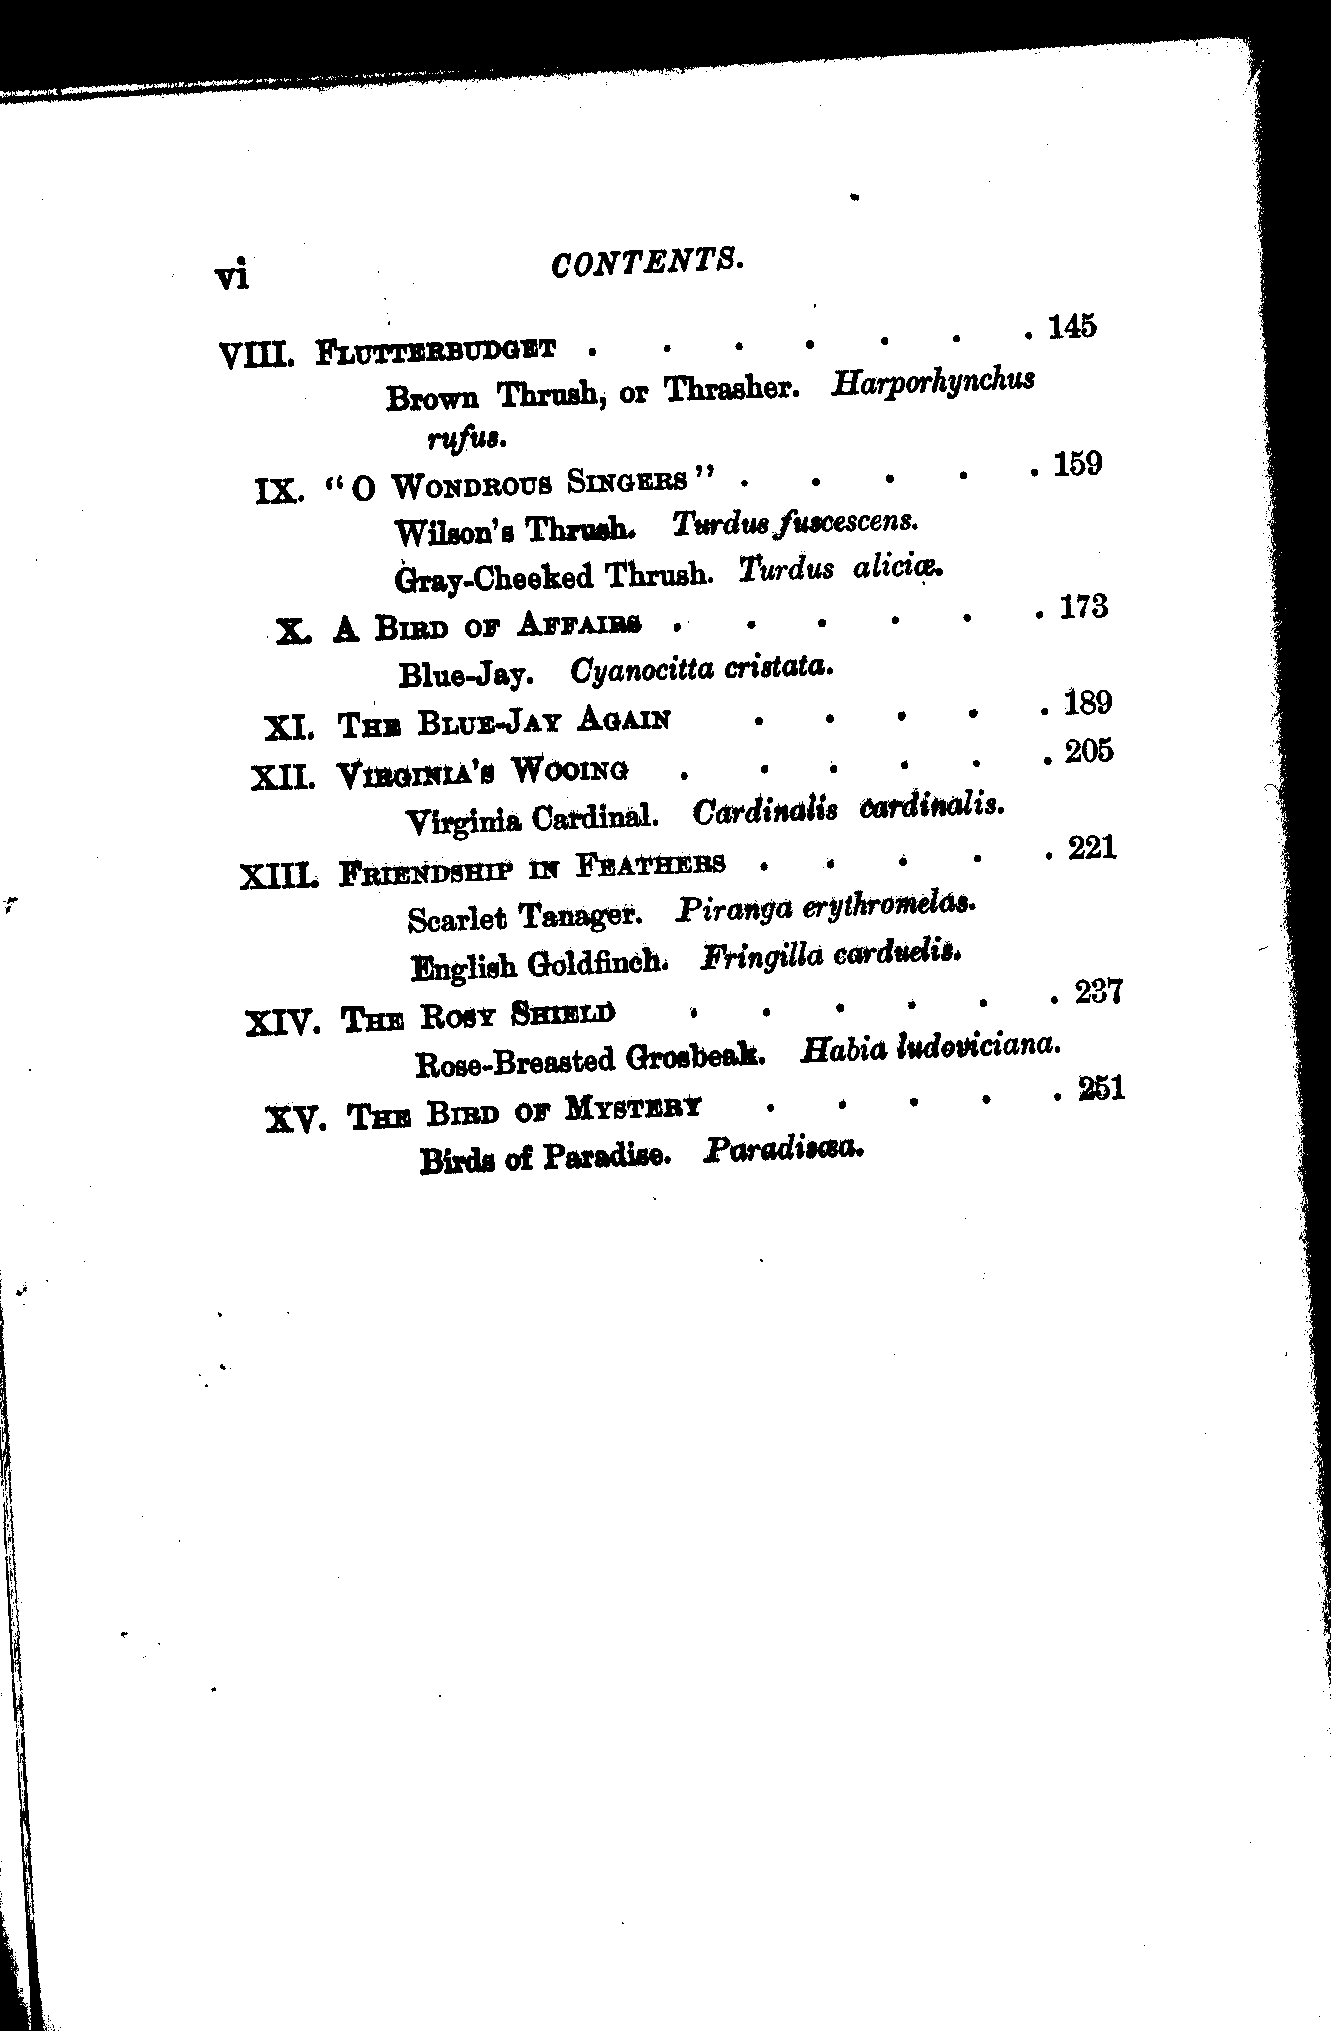 vi CONTENTS.
VIII. FLUTTERBUDGET . . . . . . . 145
Brown Thrush, or Thrasher. Harporhynchus
rufus.
IX. “O WONDROUS SINGERS” . . . . . 159
Wilson's Thrush. Turdus fuscescens.
Gray-Cheeked Thrush. Turdus aliciæ.
X. A BIRD OF AFFAIRS . . . . . . 173
Blue-Jay. Cyanocitta cristata.
XI. THE BLUE-JAY AGAIN . . . . . 189
XII. VIRGINIA'S WOOING . . . . . . 205
Virginia Cardinal. Cardinalis cardinalis.
XIII. FRIENDSHIP IN FEATHERS . . . . . 221
Scarlet Tanager. Piranga erythromelas.
English Goldfinch. Fringilla carduelis.
XIV. THE ROSY SHIELD . . . . . . 237
Rose-Breasted Grosbeak. Habia ludoviciana.
XV. THE BIRD OF MYSTERY . . . . . 251
Birds of Paradise. Paradisæa.